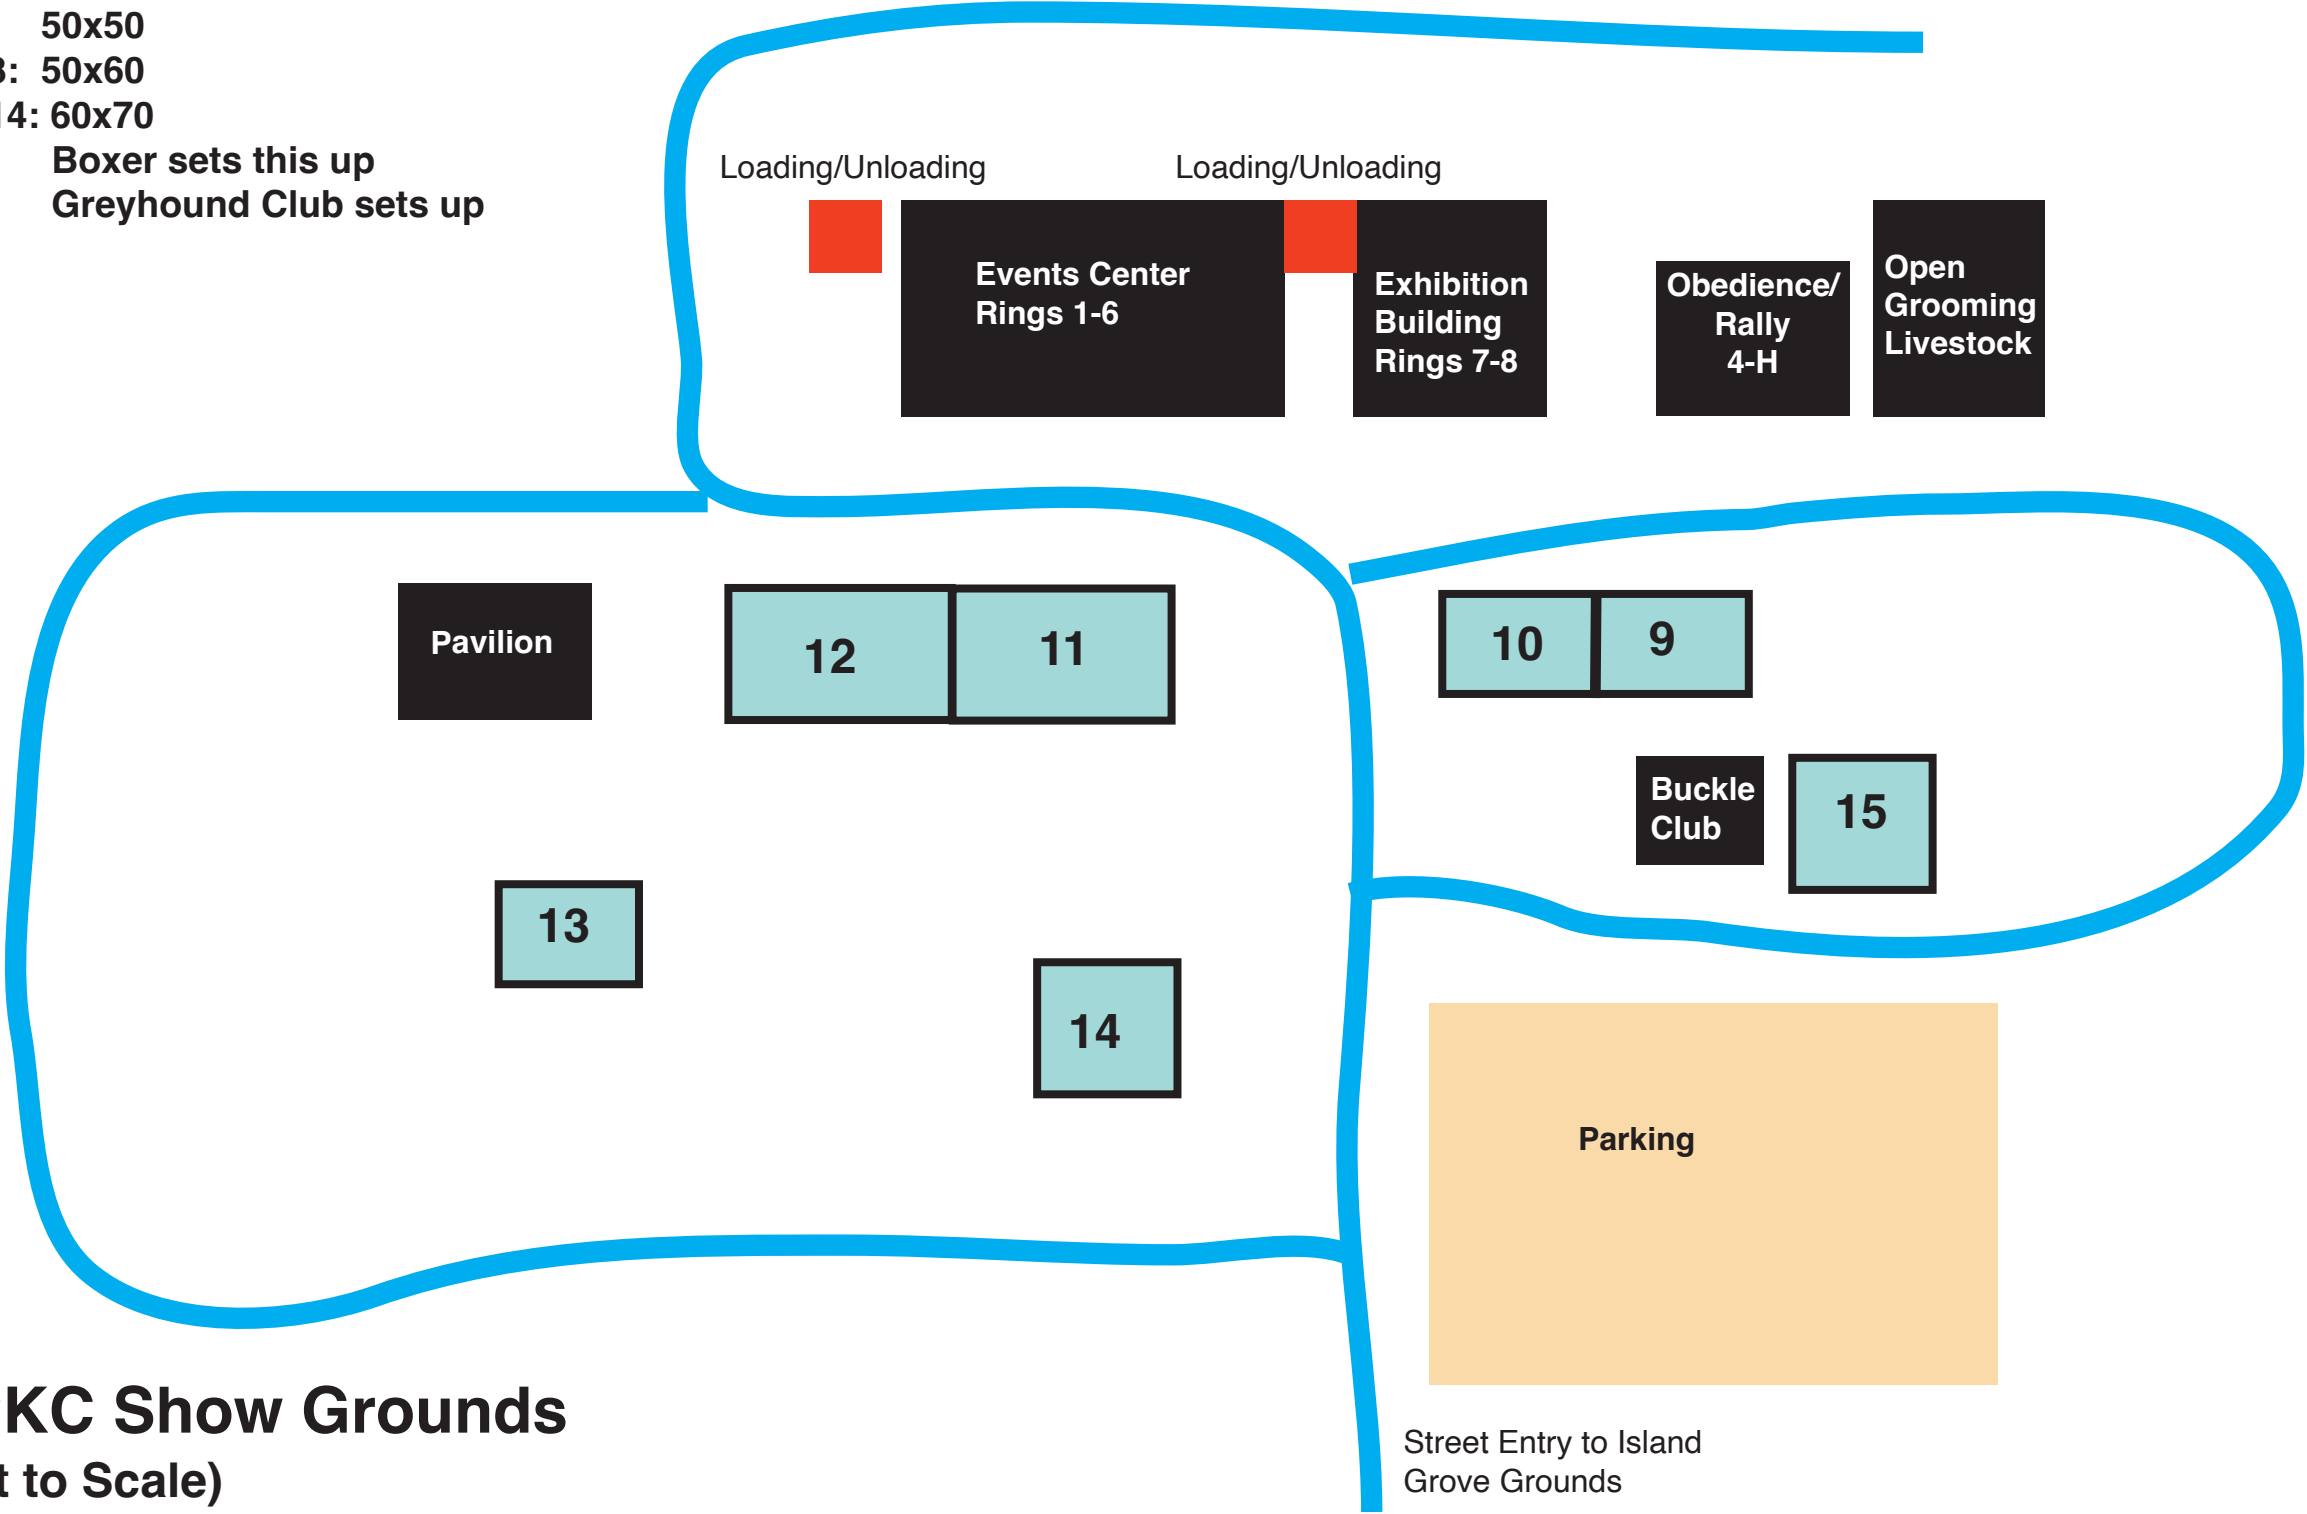 50x50
3: 50x60
14: 60x70
Boxer sets this up
Greyhound Club sets up
Loading/Unloading
Loading/Unloading
Events Center
Rings 1-6
Exhibition
Building
Rings 7-8
Obedience/
Rally
4-H
Open
Grooming
Livestock
Pavilion
12
11
10
9
Buckle
Club
15
13
14
Parking
KC Show Grounds
t to Scale)
Street Entry to Island
Grove Grounds